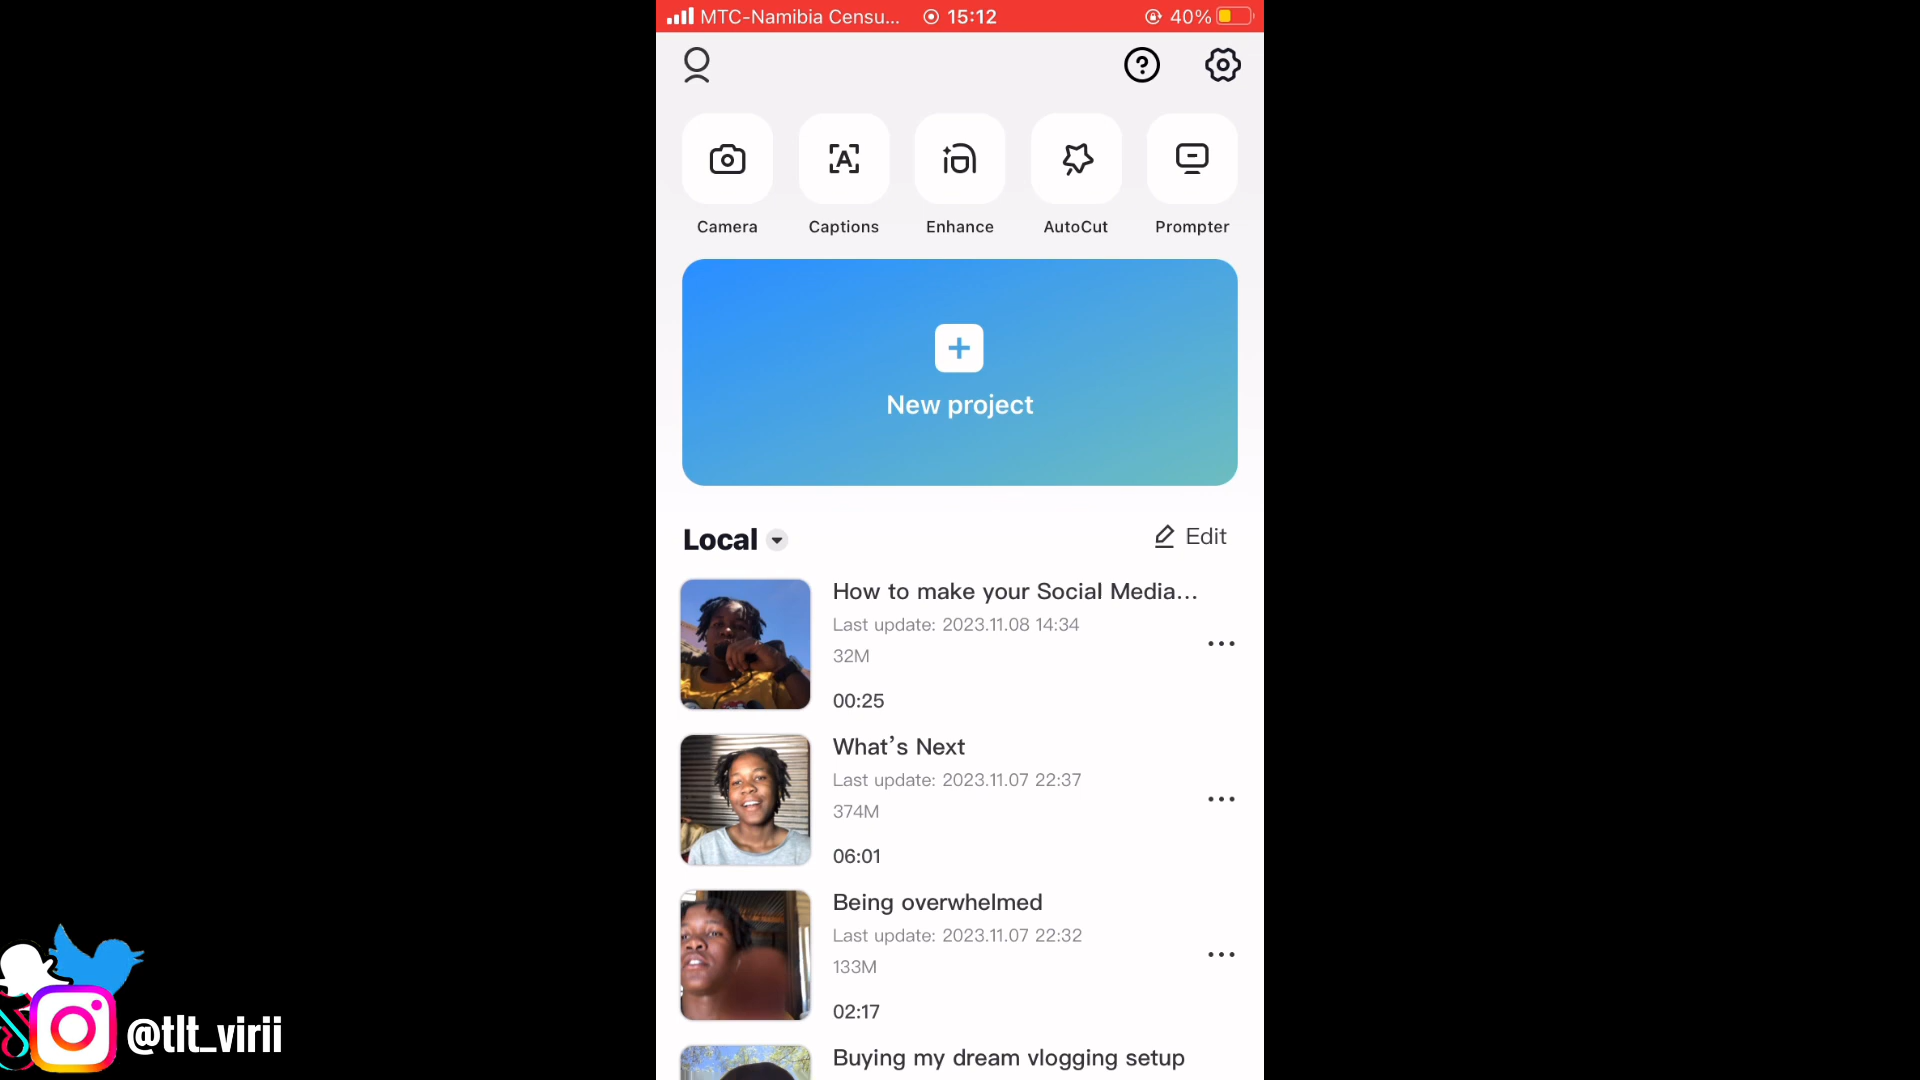 MTC-Namibia Censu... 15:12 40%
Camera Captions Enhance AutoCut Prompter
New project
Local Edit
How to make your Social Media...
Last update: 2023.11.08 14:34
32M
00:25
What's Next
Last update: 2023.11.07 22:37
374M
06:01
Being overwhelmed
Last update: 2023.11.07 22:32
133M
02:17
Buying my dream vlogging setup
@tlt_virii